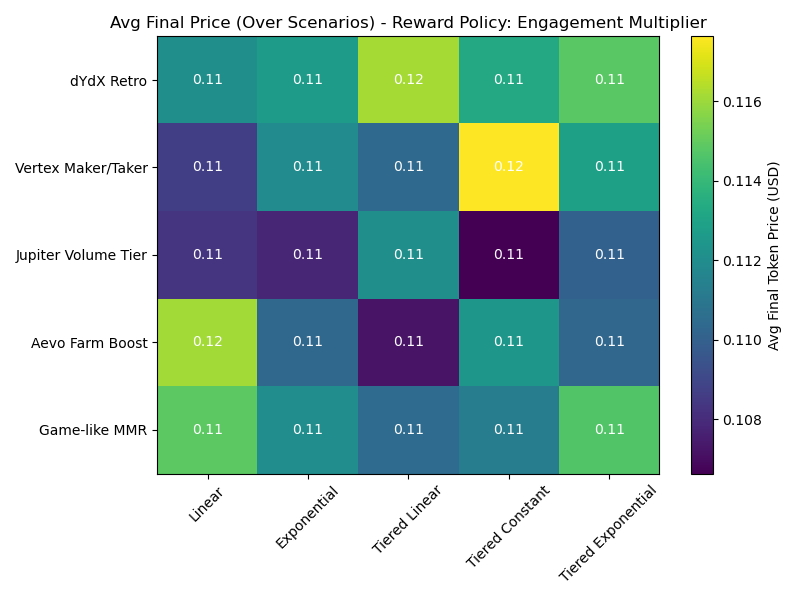 Avg Final Price (Over Scenarios) - Reward Policy: Engagement Multiplier
dYdX Retro 0.11 0.11 0.12 0.11 0.11
Vertex Maker/Taker 0.11 0.11 0.11 0.12 0.11
Jupiter Volume Tier 0.11 0.11 0.11 0.11 0.11
Aevo Farm Boost 0.12 0.11 0.11 0.11 0.11
Game-like MMR 0.11 0.11 0.11 0.11 0.11
Linear
Exponential
Tiered Linear
Tiered Constant
Tiered Exponential
0.116
0.114
0.112
0.110
0.108
Avg Final Token Price (USD)